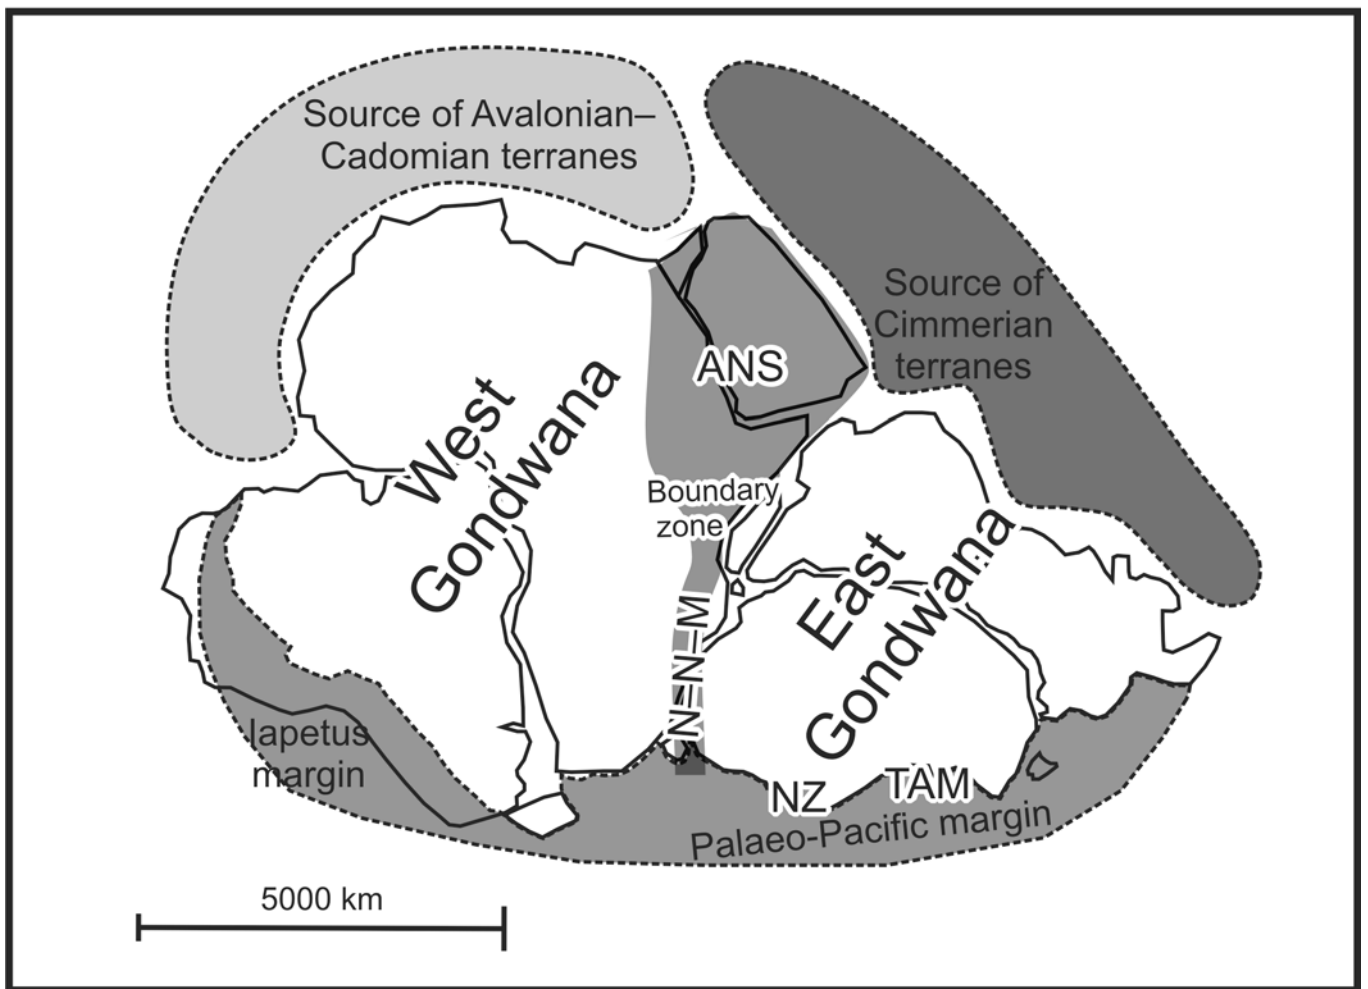 Source of Avalonian–
Cadomian terranes
Source of
Cimmerian
terranes
ANS
West
Gondwana
Boundary
zone
East
Gondwana
N–N–M
Iapetus
margin
NZ
TAM
Palaeo-Pacific margin
5000 km